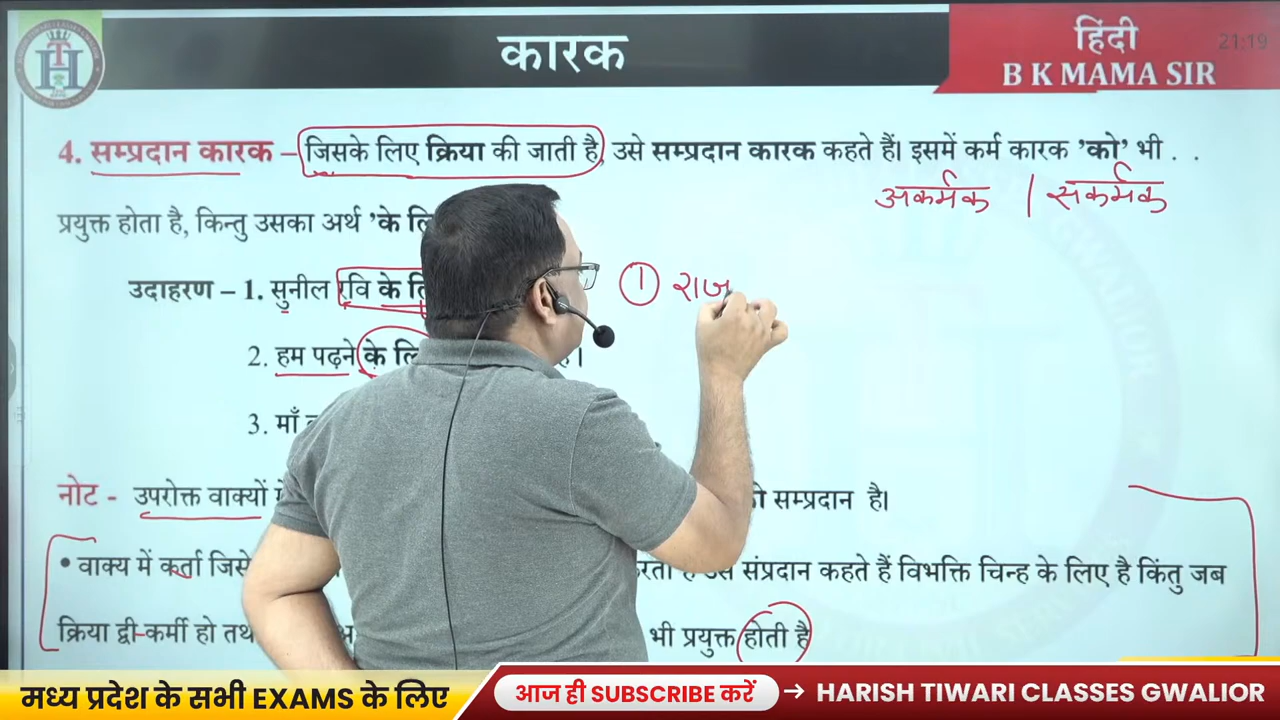 कारक
हिंदी
21:19
B K MAMA SIR
4. सम्प्रदान कारक – जिसके लिए क्रिया की जाती है, उसे सम्प्रदान कारक कहते हैं। इसमें कर्म कारक ’को’ भी . .
अकर्मक | सकर्मक
प्रयुक्त होता है, किन्तु उसका अर्थ ’के
उदाहरण – 1. सुनील रवि के
① राज
2. हम पढ़ने के
3. माँ
नोट - उपरोक्त वाक्यों सम्प्रदान है।
• वाक्य में कर्ता जिसे उसे संप्रदान कहते हैं विभक्ति चिन्ह के लिए है किंतु जब
क्रिया द्वी-कर्मी हो भी प्रयुक्त होती है
मध्य प्रदेश के सभी EXAMS के लिए
आज ही SUBSCRIBE करें → HARISH TIWARI CLASSES GWALIOR